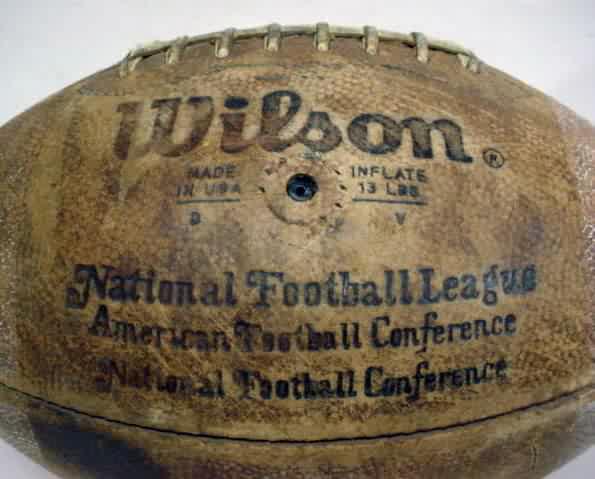 Wilson ®
MADE INFLATE
IN USA 13 LBS
D V
National Football League
American Football Conference
National Football Conference